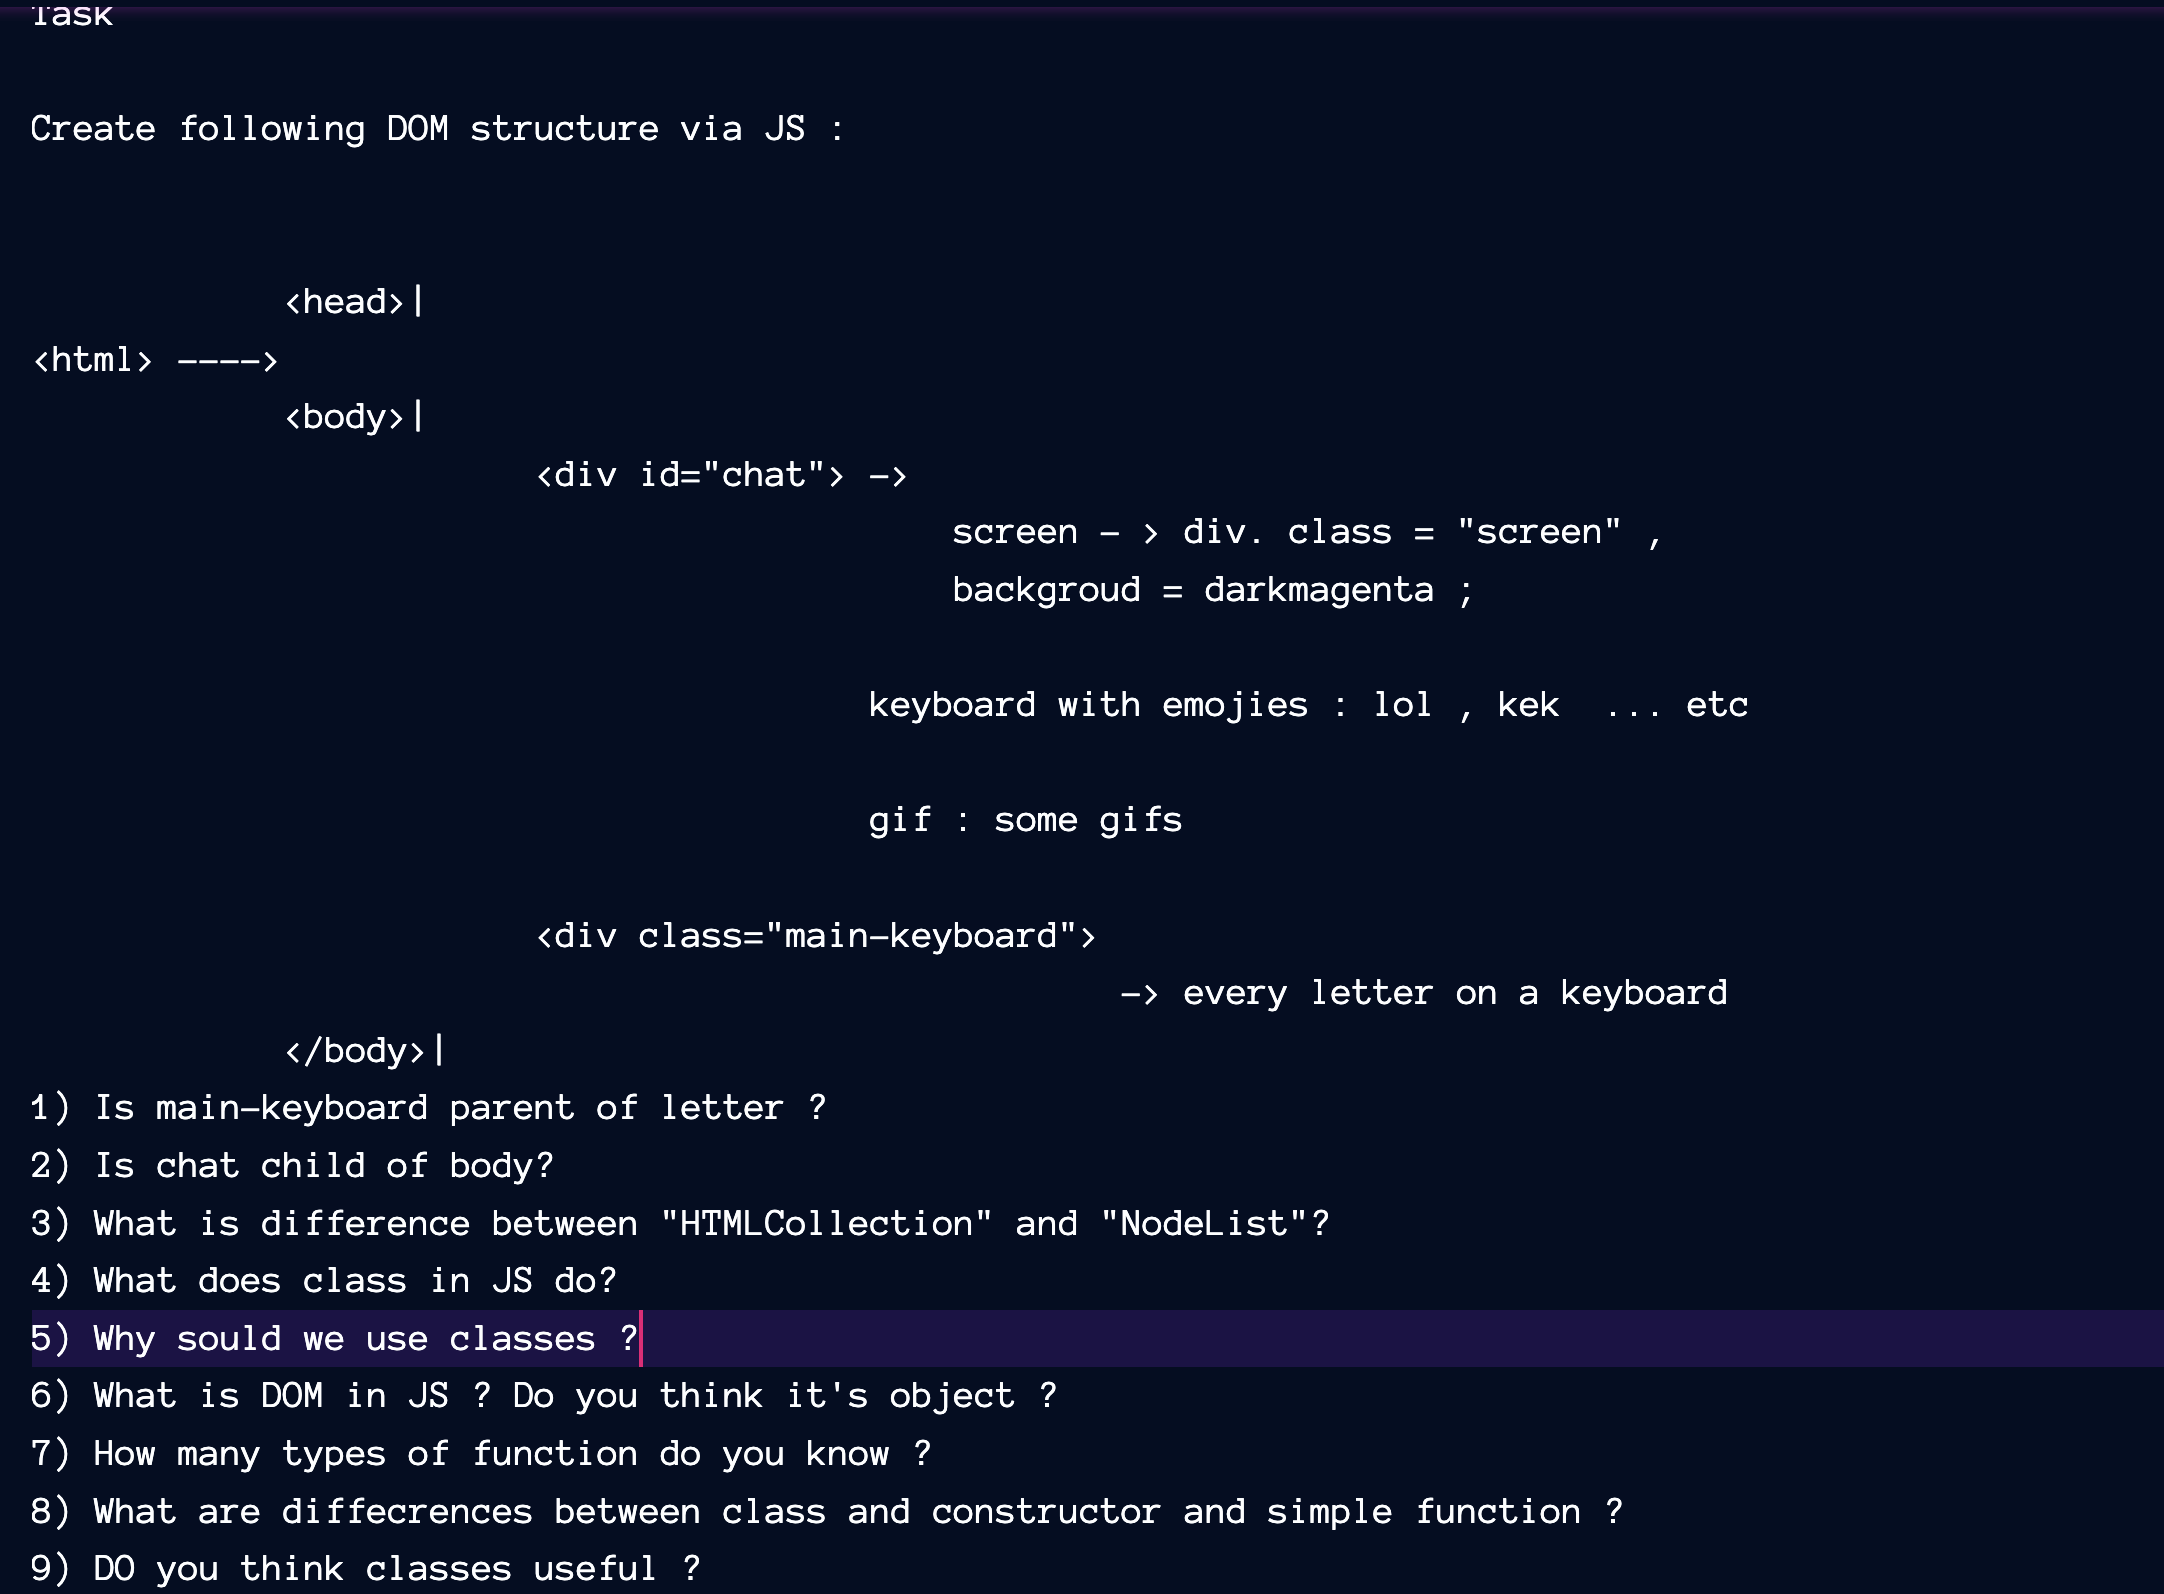 Task
Create following DOM structure via JS :
<head>|
<html> ---->
<body>|
<div id="chat"> ->
screen - > div. class = "screen" ,
backgroud = darkmagenta ;
keyboard with emojies : lol , kek  ... etc
gif : some gifs
<div class="main-keyboard">
-> every letter on a keyboard
</body>|
1) Is main-keyboard parent of letter ?
2) Is chat child of body?
3) What is difference between "HTMLCollection" and "NodeList"?
4) What does class in JS do?
5) Why sould we use classes ?
6) What is DOM in JS ? Do you think it's object ?
7) How many types of function do you know ?
8) What are diffecrences between class and constructor and simple function ?
9) DO you think classes useful ?